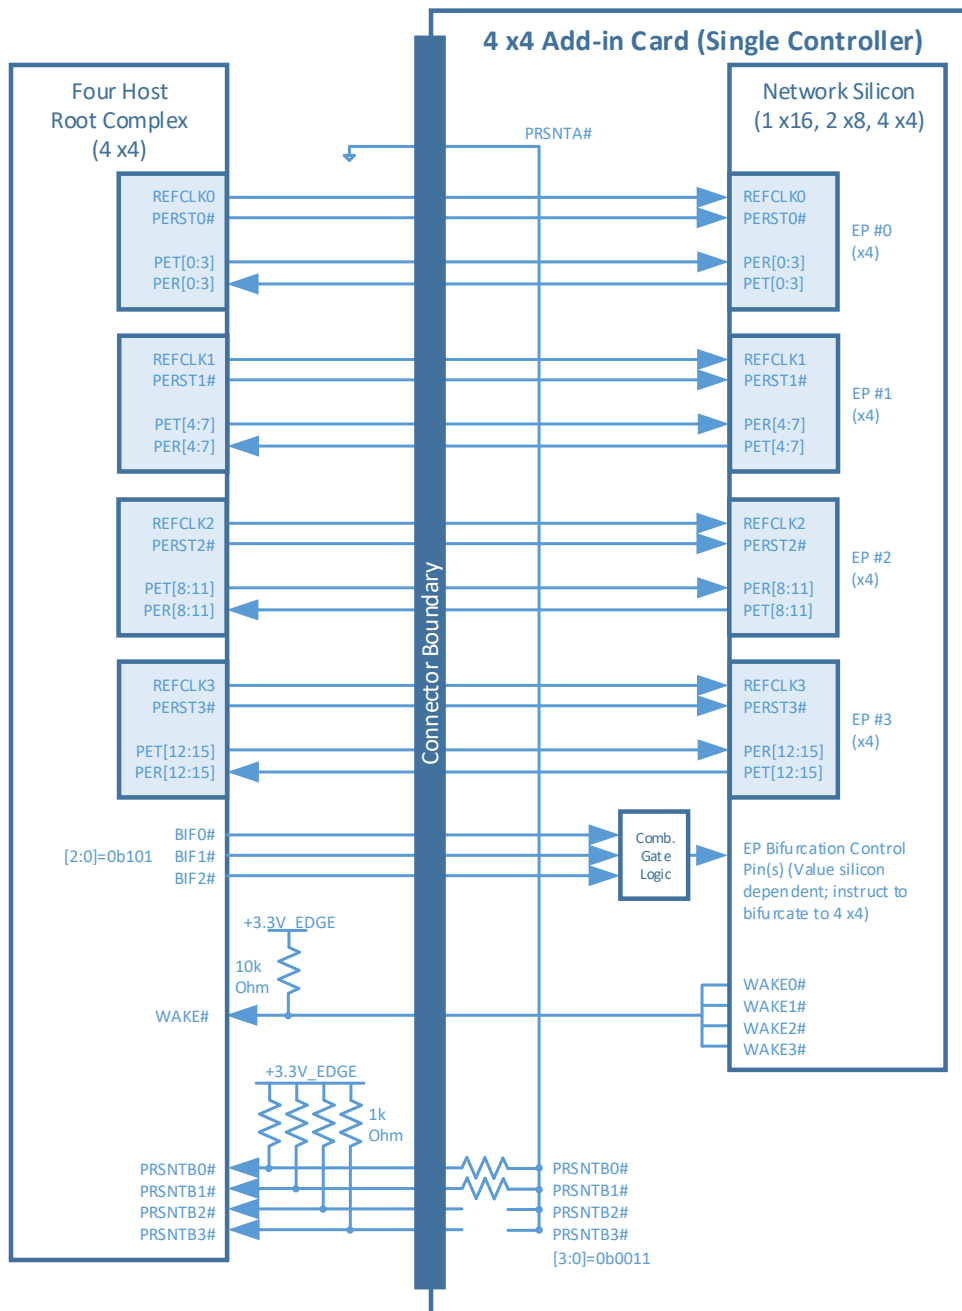 4 x4 Add-in Card (Single Controller)
Four Host
Root Complex
(4 x4)
Network Silicon
(1 x16, 2 x8, 4 x4)
PRSNTA#
REFCLK0
PERST0#
PET[0:3]
PER[0:3]
REFCLK0
PERST0#
PER[0:3]
PET[0:3]
EP #0
(x4)
REFCLK1
PERST1#
PET[4:7]
PER[4:7]
REFCLK1
PERST1#
PER[4:7]
PET[4:7]
EP #1
(x4)
REFCLK2
PERST2#
PET[8:11]
PER[8:11]
REFCLK2
PERST2#
PER[8:11]
PET[8:11]
EP #2
(x4)
Connector Boundary
REFCLK3
PERST3#
PET[12:15]
PER[12:15]
REFCLK3
PERST3#
PER[12:15]
PET[12:15]
EP #3
(x4)
BIF0#
[2:0]=0b101 BIF1#
BIF2#
Comb.
Gate
Logic
EP Bifurcation Control
Pin(s) (Value silicon
dependent; instruct to
bifurcate to 4 x4)
+3.3V_EDGE
10k
Ohm
WAKE#
WAKE0#
WAKE1#
WAKE2#
WAKE3#
+3.3V_EDGE
1k
Ohm
PRSNTB0#
PRSNTB1#
PRSNTB2#
PRSNTB3#
PRSNTB0#
PRSNTB1#
PRSNTB2#
PRSNTB3#
[3:0]=0b0011